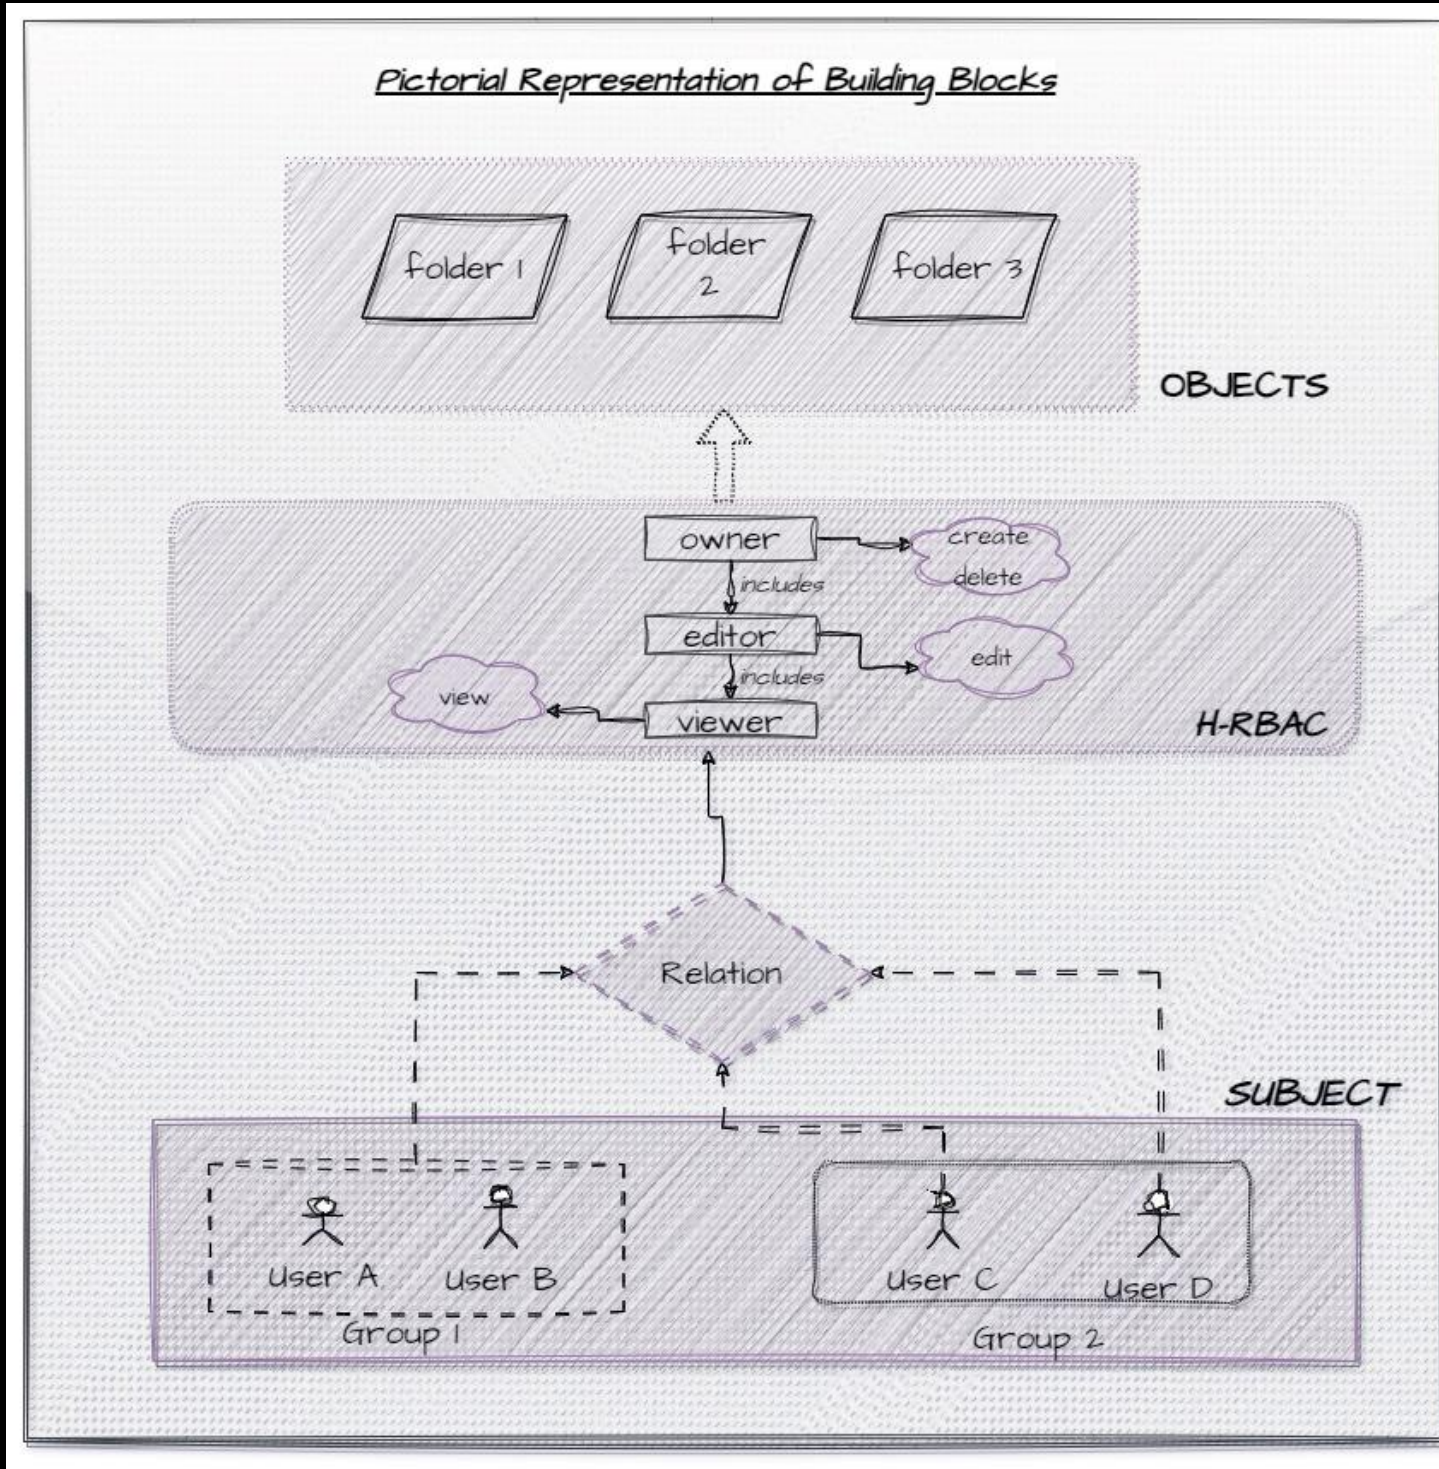 Pictorial Representation of Building Blocks
folder 1
folder
2
folder 3
OBJECTS
owner
create
delete
includes
editor
edit
includes
view
viewer
H-RBAC
Relation
SUBJECT
User A
User B
User C
User D
Group 1
Group 2